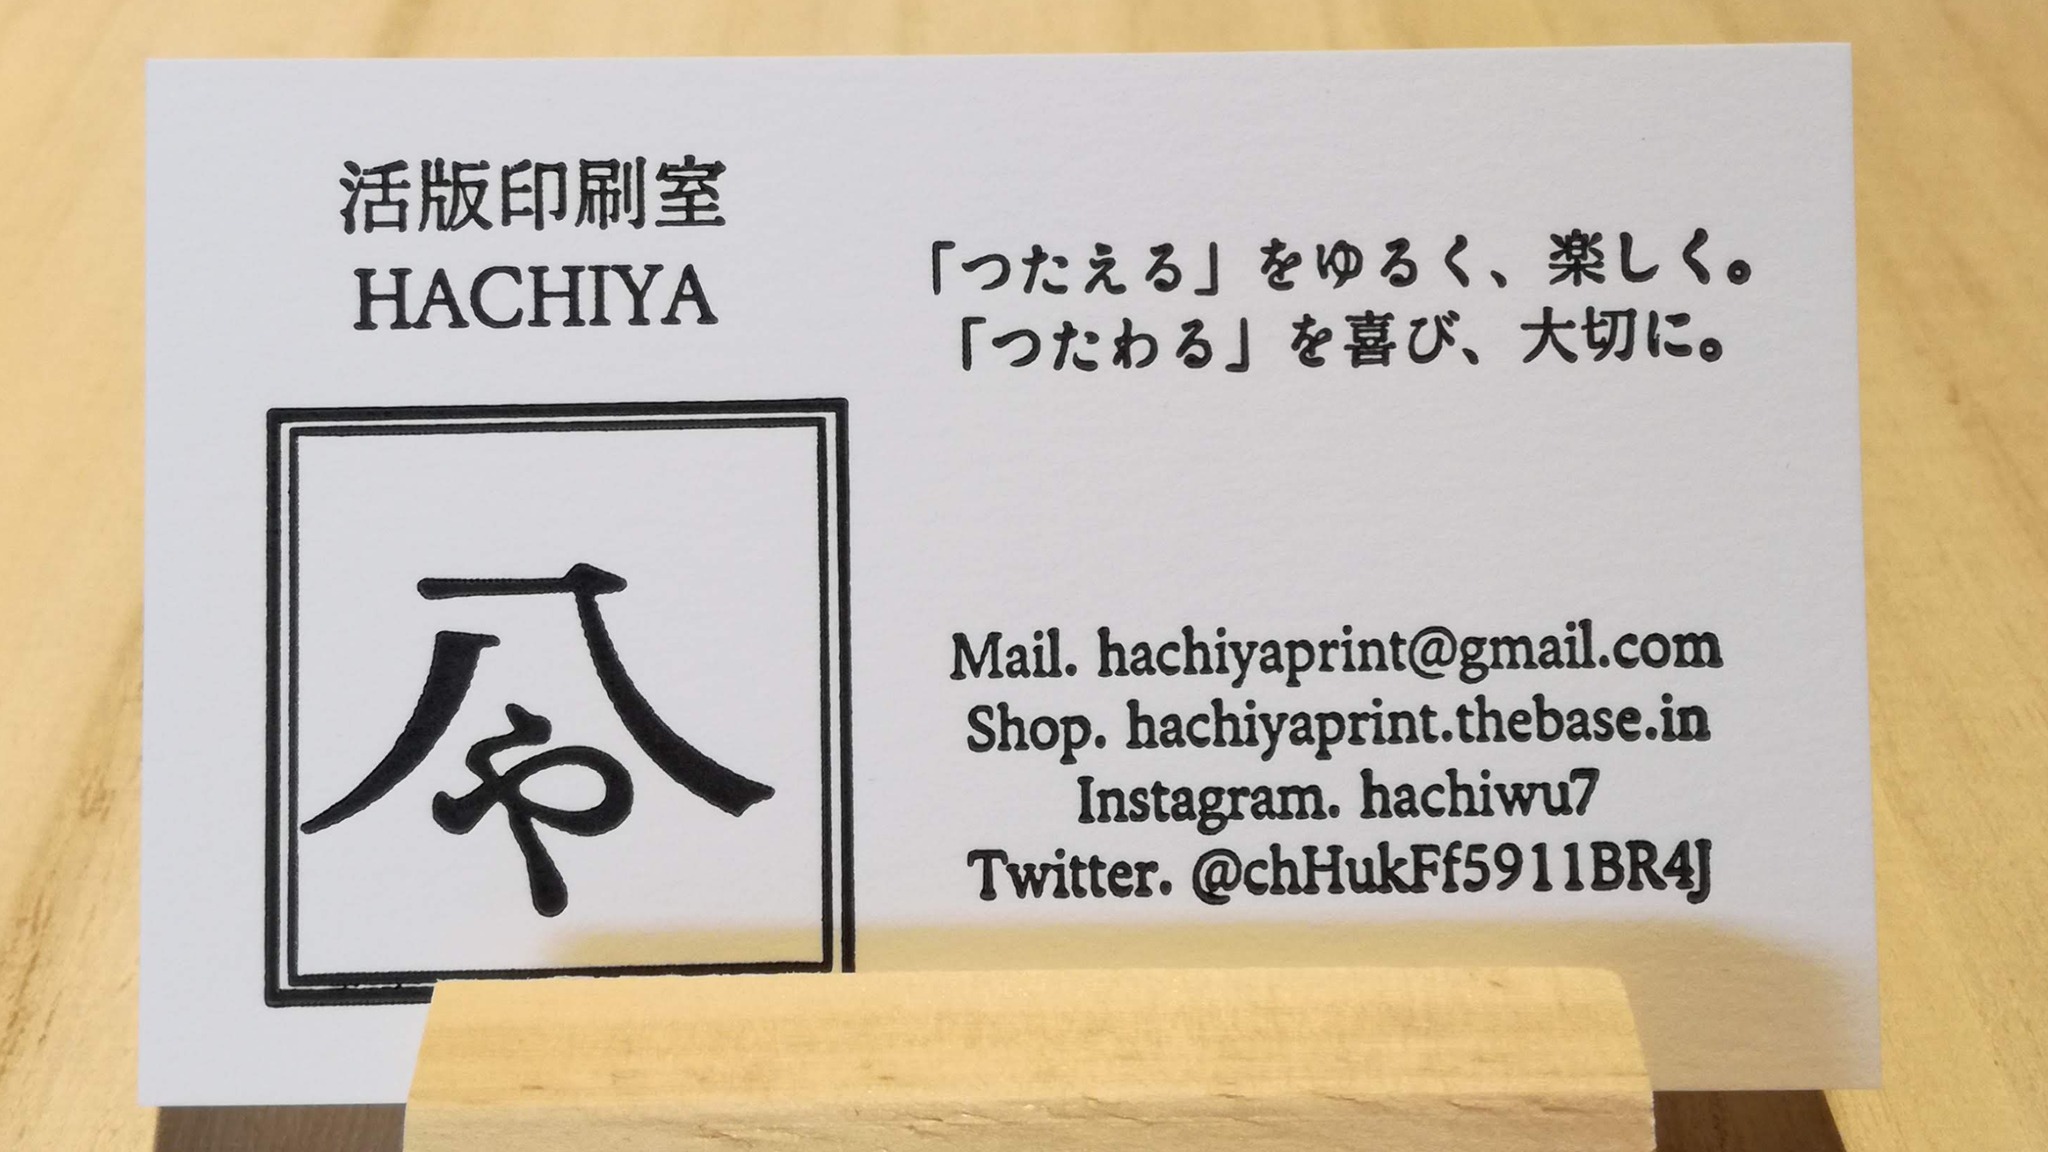 活版印刷室
HACHIYA
「つたえる」をゆるく、楽しく。
「つたわる」を喜び、大切に。
八や
Mail. hachiyaprint@gmail.com
Shop. hachiyaprint.thebase.in
Instagram. hachiwu7
Twitter. @chHukFf5911BR4J